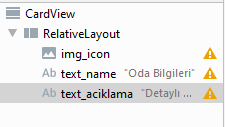 CardView
RelativeLayout
img_icon
Ab text_name "Oda Bilgileri"
Ab text_aciklama "Detaylı ...